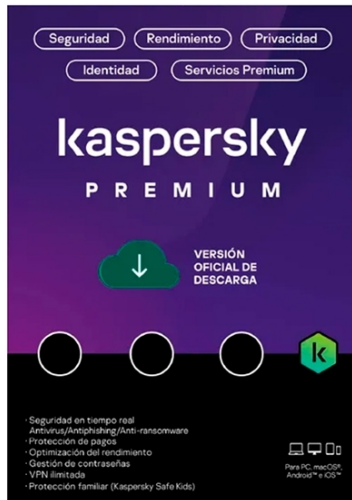 Seguridad
Rendimiento
Privacidad
Identidad
Servicios Premium
kaspersky
PREMIUM
VERSIÓN
OFICIAL DE
DESCARGA
k
· Seguridad en tiempo real
Antivirus/Antiphishing/Anti-ransomware
· Protección de pagos
· Optimización del rendimiento
· Gestión de contraseñas
· VPN ilimitada
· Protección familiar (Kaspersky Safe Kids)
Para PC, macOS®,
Android™ e iOS™